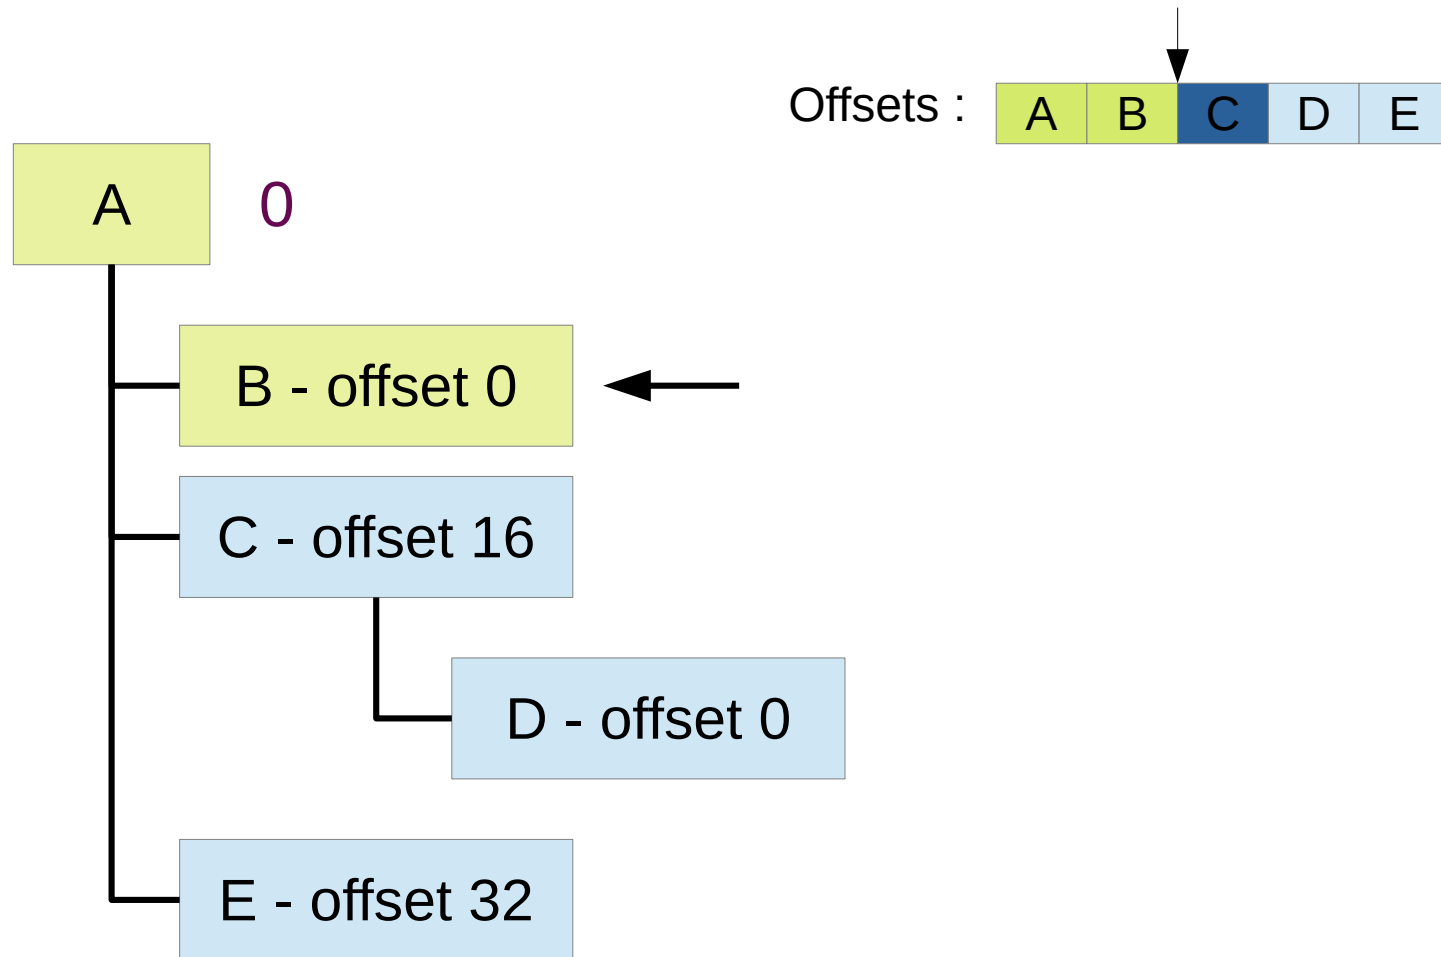 Offsets : A B C D E
A 0
B - offset 0
C - offset 16
D - offset 0
E - offset 32